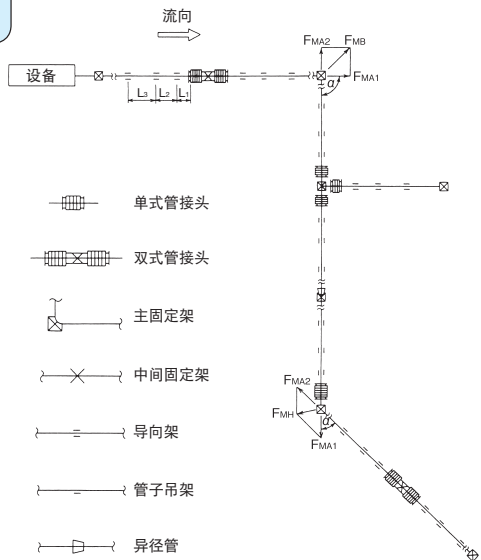 流向
FMA2
FMB
设备
FMA1
α
L3
L2
L1
单式管接头
双式管接头
主固定架
中间固定架
FMA2
FMH
α
导向架
FMA1
管子吊架
异径管